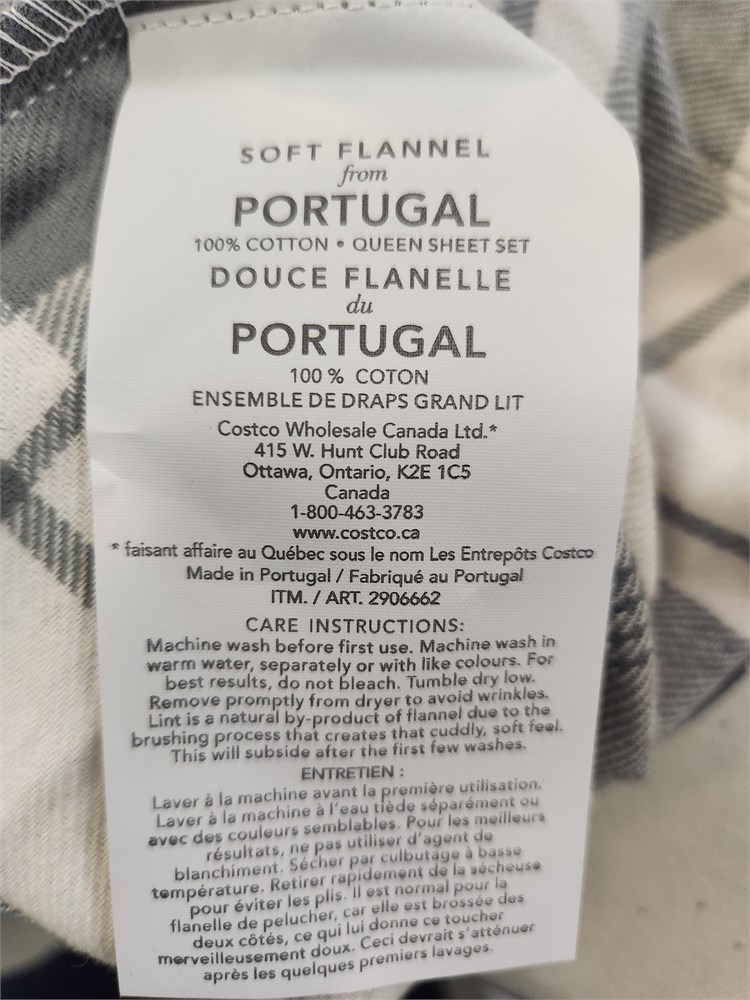 SOFT FLANNEL
from
PORTUGAL
100% COTTON • QUEEN SHEET SET
DOUCE FLANELLE
du
PORTUGAL
100 % COTON
ENSEMBLE DE DRAPS GRAND LIT
Costco Wholesale Canada Ltd.*
415 W. Hunt Club Road
Ottawa, Ontario, K2E 1C5
Canada
1-800-463-3783
www.costco.ca
* faisant affaire au Québec sous le nom Les Entrepôts Costco
Made in Portugal / Fabriqué au Portugal
ITM. / ART. 2906662
CARE INSTRUCTIONS:
Machine wash before first use. Machine wash in
warm water, separately or with like colours. For
best results, do not bleach. Tumble dry low.
Remove promptly from dryer to avoid wrinkles.
Lint is a natural by-product of flannel due to the
brushing process that creates that cuddly, soft feel.
This will subside after the first few washes.
ENTRETIEN :
Laver à la machine avant la première utilisation.
Laver à la machine à l'eau tiède séparément ou
avec des couleurs semblables. Pour les meilleurs
résultats, ne pas utiliser d'agent de
blanchiment. Sécher par culbutage à basse
température. Retirer rapidement de la sécheuse
pour éviter les plis. Il est normal pour la
flanelle de pelucher, car elle est brossée des
deux côtés, ce qui lui donne ce toucher
merveilleusement doux. Ceci devrait s'atténuer
après les quelques premiers lavages.